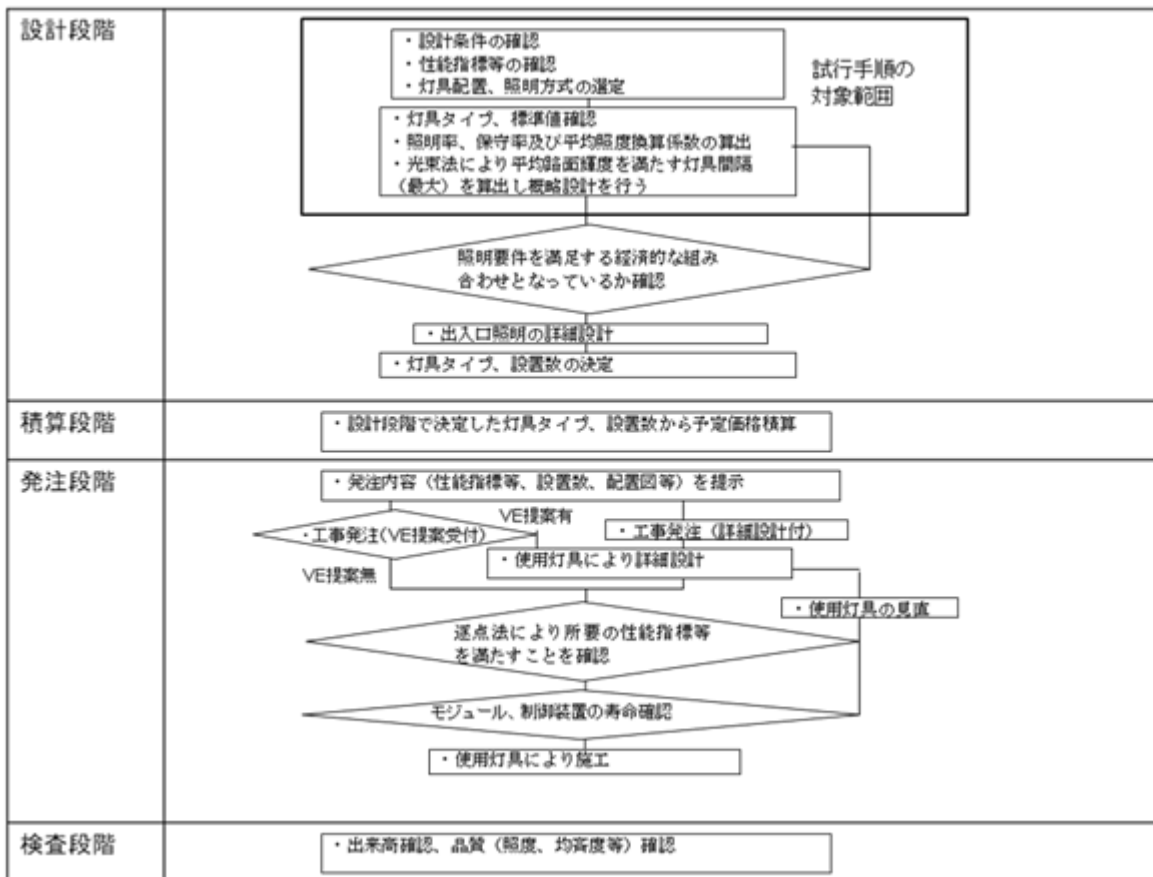 設計段階
・設計条件の確認
・性能指標等の確認
・灯具配置、照明方式の選定
試行手順の
対象範囲
・灯具タイプ、標準値確認
・照明率、保守率及び平均照度換算係数の算出
・光束法により平均路面輝度を満たす灯具間隔
（最大）を算出し概略設計を行う
照明要件を満足する経済的な組み
合わせとなっているか確認
・出入口照明の詳細設計
・灯具タイプ、設置数の決定
積算段階
・設計段階で決定した灯具タイプ、設置数から予定価格積算
発注段階
・発注内容（性能指標等、設置数、配置図等）を提示
VE提案有
・工事発注(VE提案受付)
・工事発注（詳細設計付）
・使用灯具により詳細設計
VE提案無
・使用灯具の見直
逐点法により所要の性能指標等
を満たすことを確認
モジュール、制御装置の寿命確認
・使用灯具により施工
検査段階
・出来高確認、品質（照度、均斉度等）確認